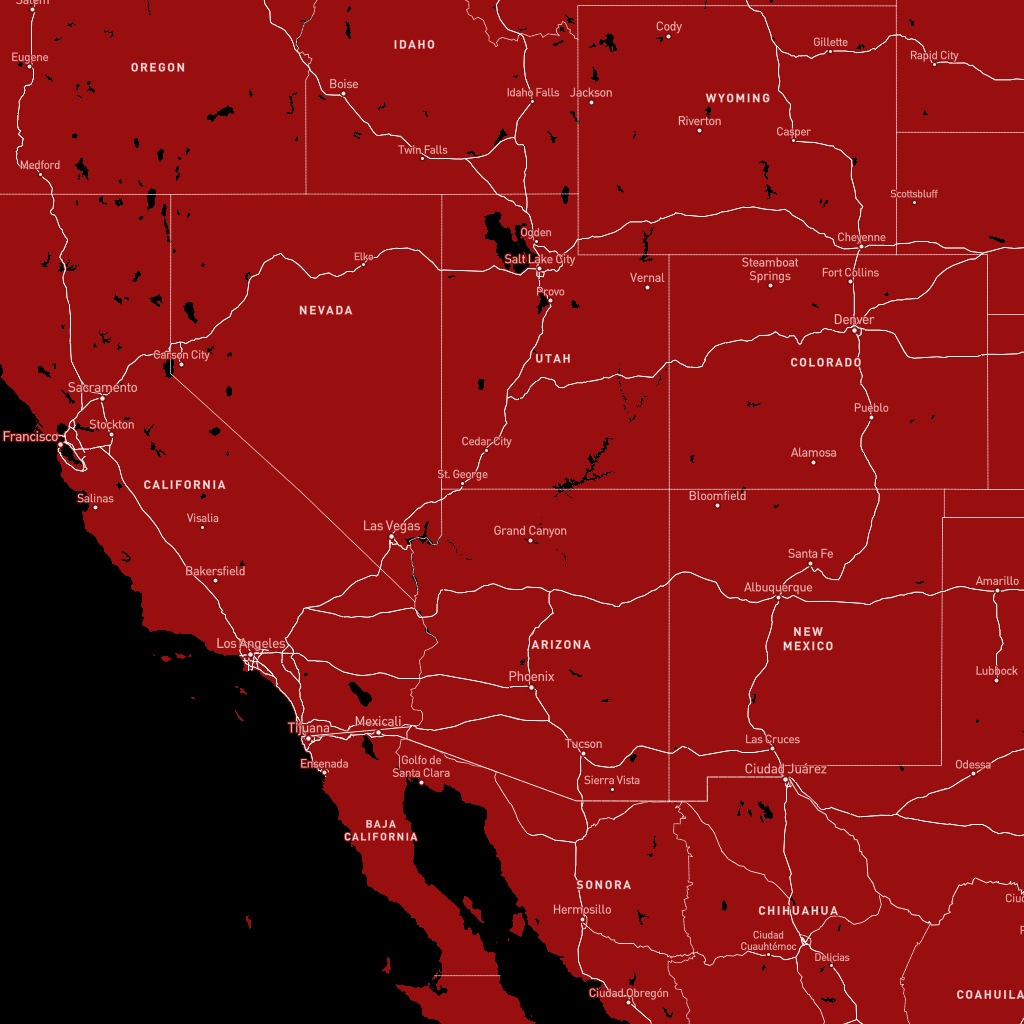 Salem
IDAHO
Cody
Gillette
Eugene
OREGON
Rapid City
Boise
Idaho Falls
Jackson
WYOMING
Riverton
Casper
Twin Falls
Medford
Scottsbluff
Ogden
Cheyenne
Elko
Salt Lake City
Steamboat
Springs
Vernal
Fort Collins
Provo
NEVADA
Denver
Carson City
UTAH
COLORADO
Sacramento
Pueblo
Stockton
Francisco
Cedar City
Alamosa
St. George
CALIFORNIA
Salinas
Bloomfield
Visalia
Las Vegas
Grand Canyon
Santa Fe
Bakersfield
Albuquerque
Amarillo
Los Angeles
ARIZONA
NEW
MEXICO
Phoenix
Lubbock
Tijuana
Mexicali
Tucson
Las Cruces
Ensenada
Golfo de
Santa Clara
Sierra Vista
Ciudad Juárez
Odessa
BAJA
CALIFORNIA
SONORA
Hermosillo
CHIHUAHUA
Ciudad
Cuauhtémoc
Delicias
Ciudad Obregón
COAHUILA